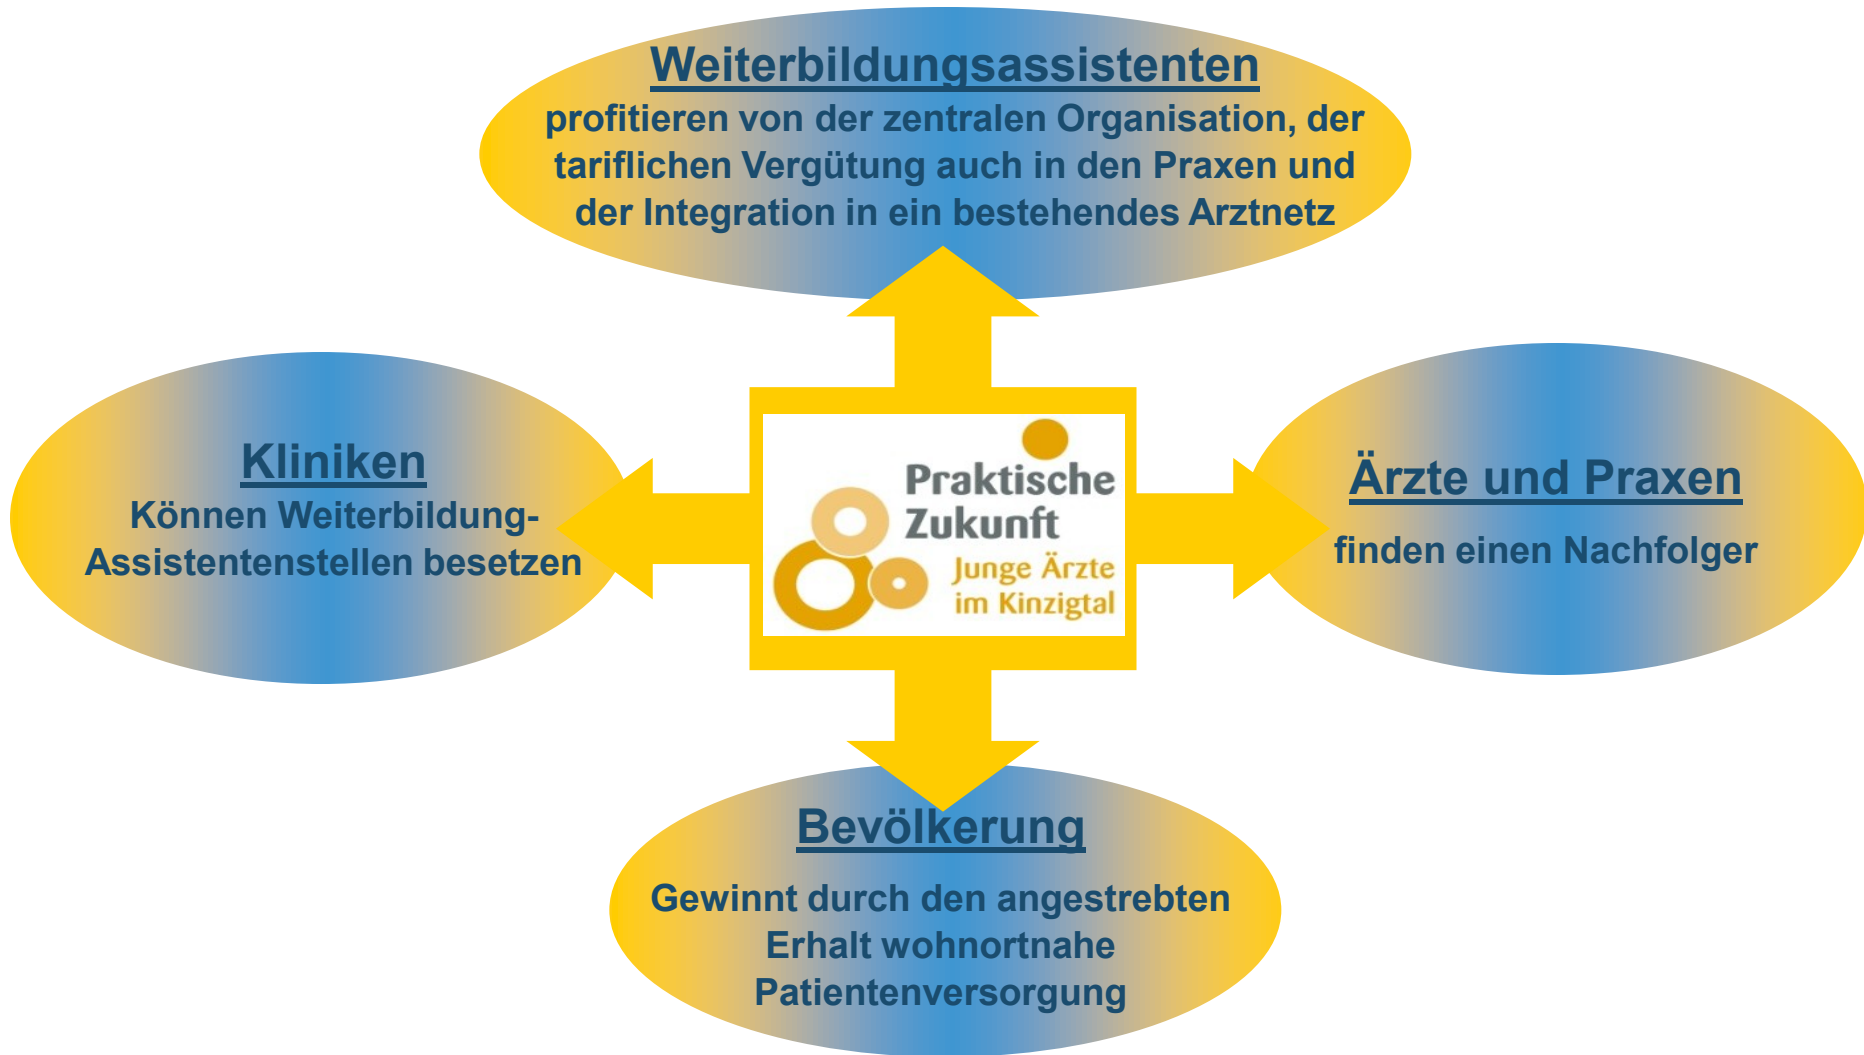 Weiterbildungsassistenten
profitieren von der zentralen Organisation, der
tariflichen Vergütung auch in den Praxen und
der Integration in ein bestehendes Arztnetz
Kliniken
Können Weiterbildung-
Assistentenstellen besetzen
Praktische
Zukunft
Junge Ärzte
im Kinzigtal
Ärzte und Praxen
finden einen Nachfolger
Bevölkerung
Gewinnt durch den angestrebten
Erhalt wohnortnahe
Patientenversorgung